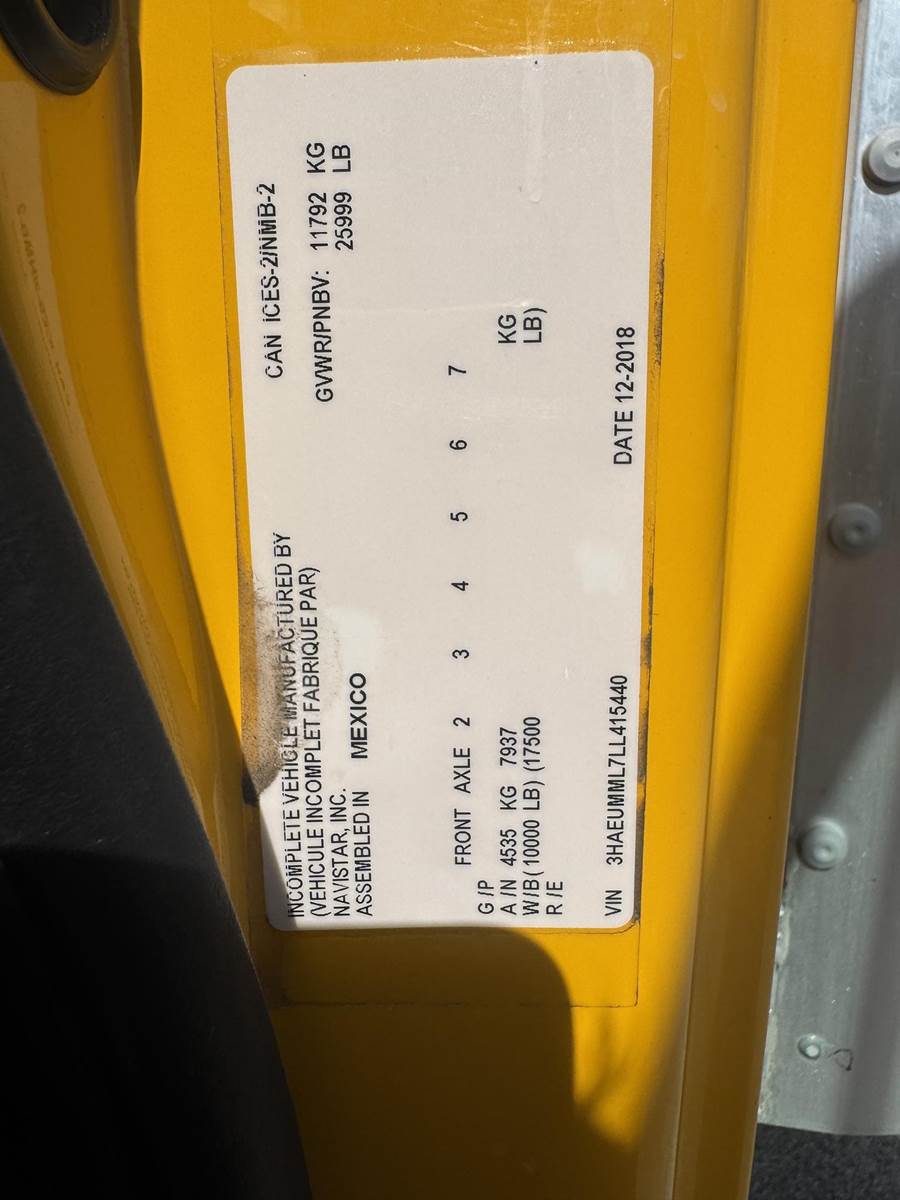 INCOMPLETE VEHICLE MANUFACTURED BY
(VEHICULE INCOMPLET FABRIQUE PAR)
NAVISTAR, INC.
ASSEMBLED IN MEXICO
CAN ICES-2/NMB-2
GVWR/PNBV: 11792 KG
25999 LB
FRONT AXLE 2 3 4 5 6 7
G /P
A /N 4535 KG 7937 KG
W/B (10000 LB) (17500 LB)
R /E
VIN 3HAEUMML7LL415440 DATE 12-2018